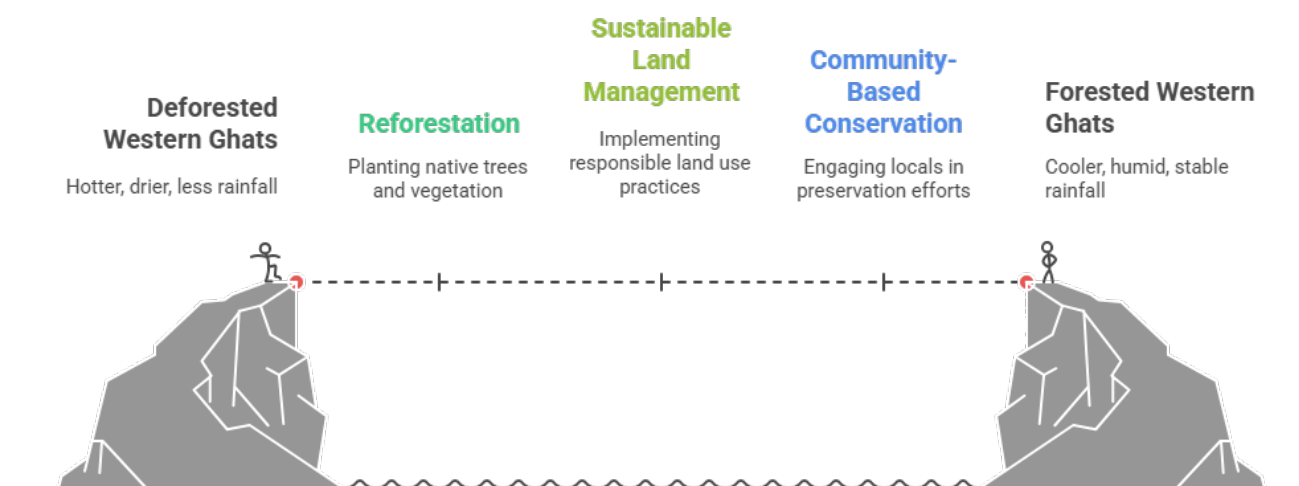 Deforested
Western Ghats
Hotter, drier, less rainfall
Reforestation
Planting native trees
and vegetation
Sustainable
Land
Management
Implementing
responsible land use
practices
Community-
Based
Conservation
Engaging locals in
preservation efforts
Forested Western
Ghats
Cooler, humid, stable
rainfall